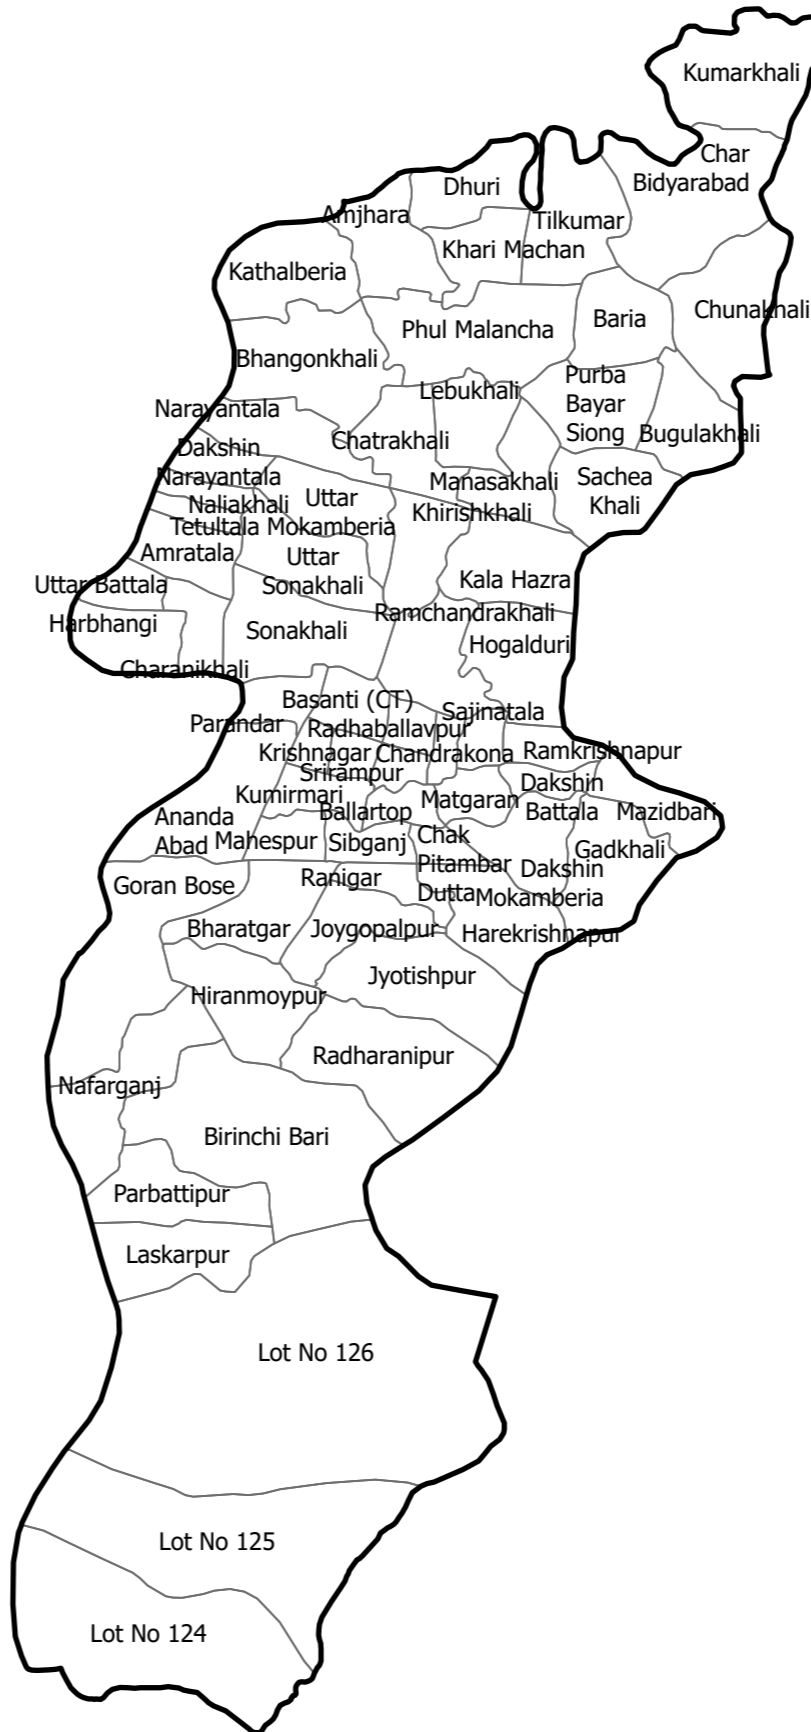 Kumarkhali
Char
Bidyarabad
Dhuri
Amjhara
Tilkumar
Khari Machan
Kathalberia
Chunakhali
Baria
Phul Malancha
Bhangonkhali
Purba
Bayar
Siong
Lebukhali
Narayantala
Bugulakhali
Chatrakhali
Dakshin
Narayantala
Manasakhali
Sachea
Khali
Uttar
Mokamberia
Naliakhali
Khirishkhali
Tetultala
Amratala
Uttar
Sonakhali
Kala Hazra
Uttar Battala
Ramchandrakhali
Harbhangi
Sonakhali
Hogalduri
Charanikhali
Basanti (CT)
Sajinatala
Parandar
Radhaballavpur
Krishnagar
Chandrakona
Ramkrishnapur
Srirampur
Dakshin
Battala
Kumirmari
Matgaran
Ballartop
Mazidbari
Ananda
Abad
Mahespur
Sibganj
Chak
Pitambar
Dutta
Gadkhali
Dakshin
Mokamberia
Goran Bose
Ranigar
Bharatgar
Joygopalpur
Harekrishnapur
Jyotishpur
Hiranmoypur
Radharanipur
Nafarganj
Birinchi Bari
Parbattipur
Laskarpur
Lot No 126
Lot No 125
Lot No 124